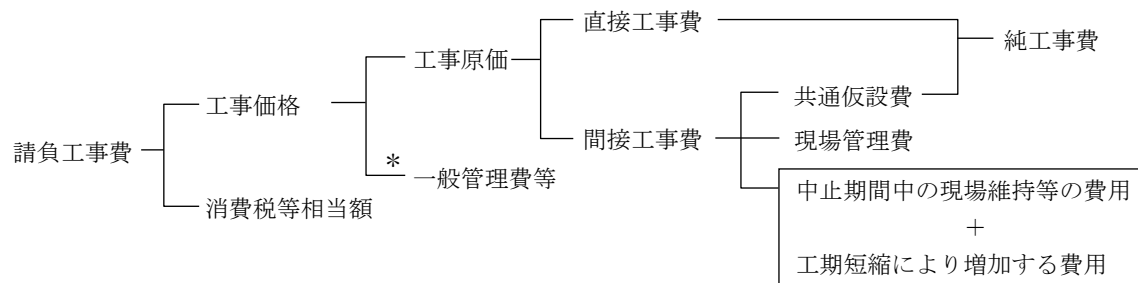 請負工事費
工事価格
消費税等相当額
工事原価
*
一般管理費等
直接工事費
間接工事費
純工事費
共通仮設費
現場管理費
中止期間中の現場維持等の費用
+
工期短縮により増加する費用